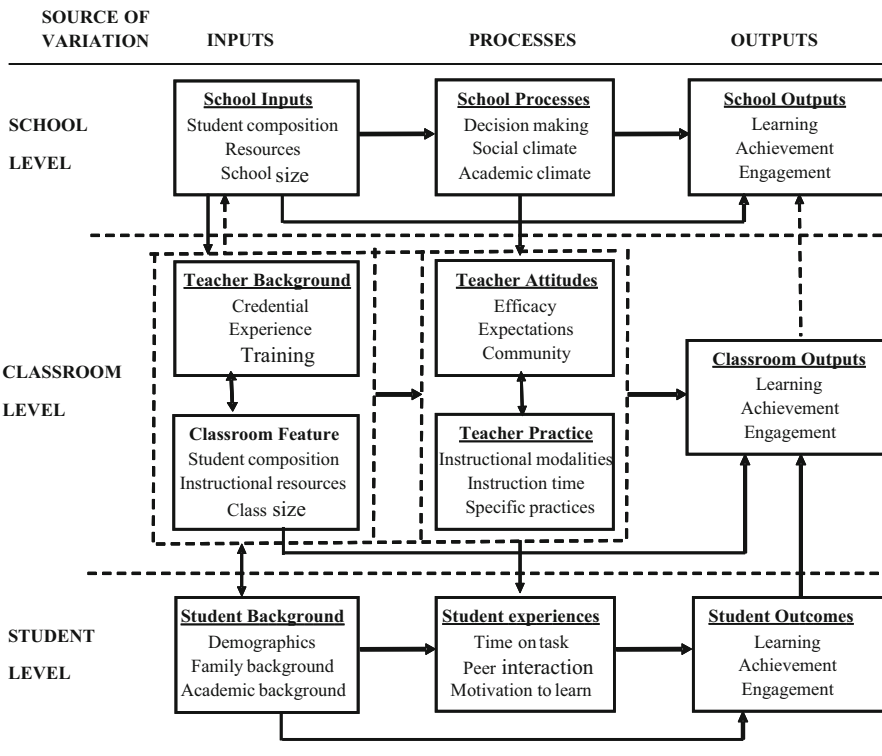 SOURCE OF
VARIATION
INPUTS
PROCESSES
OUTPUTS
SCHOOL
LEVEL
School Inputs
Student composition
Resources
School size
School Processes
Decision making
Social climate
Academic climate
School Outputs
Learning
Achievement
Engagement
CLASSROOM
LEVEL
Teacher Background
Credential
Experience
Training
Classroom Feature
Student composition
Instructional resources
Class size
Teacher Attitudes
Efficacy
Expectations
Community
Teacher Practice
Instructional modalities
Instruction time
Specific practices
Classroom Outputs
Learning
Achievement
Engagement
STUDENT
LEVEL
Student Background
Demographics
Family background
Academic background
Student experiences
Time on task
Peer interaction
Motivation to learn
Student Outcomes
Learning
Achievement
Engagement